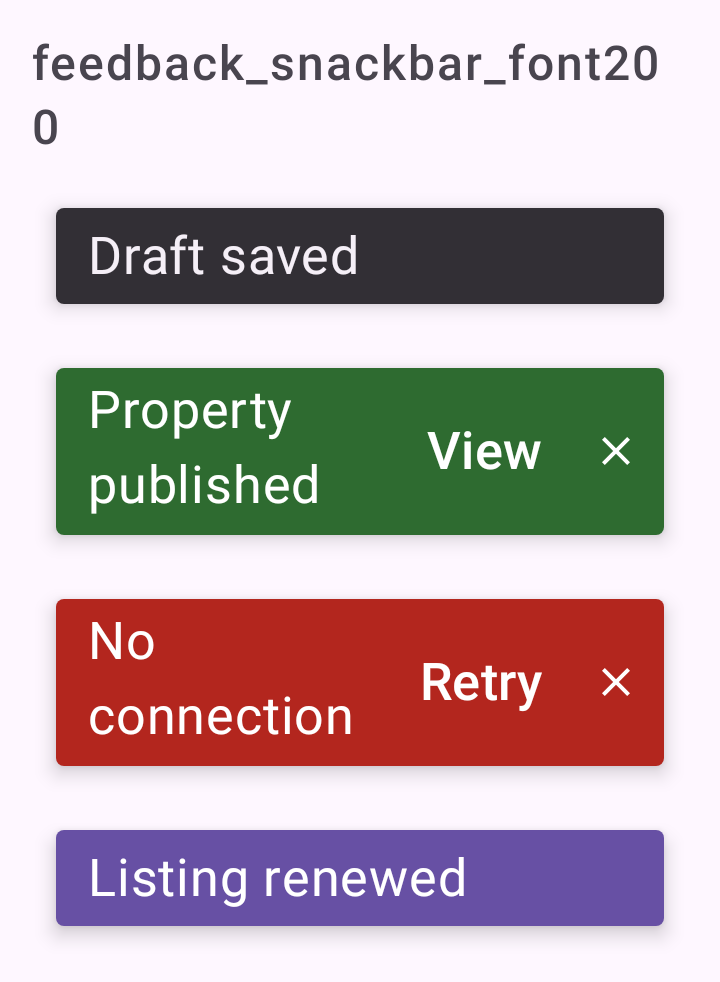 feedback_snackbar_font20
0
Draft saved
Property
published
View
No
connection
Retry
Listing renewed